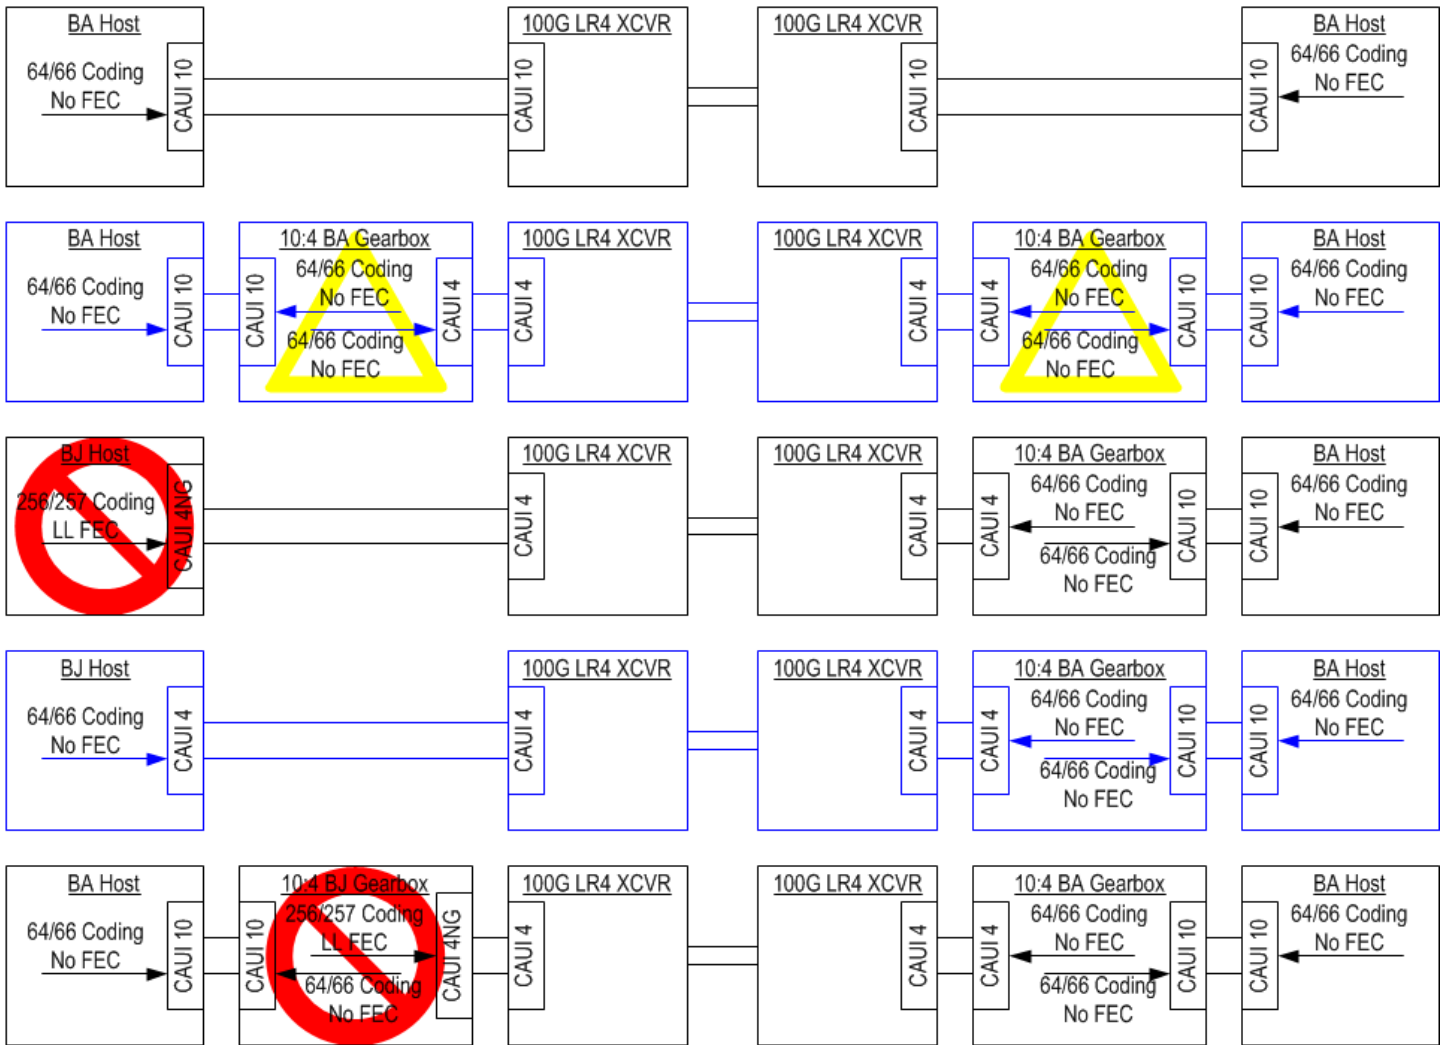 BA Host
64/66 Coding
No FEC
CAUI 10
100G LR4 XCVR
CAUI 10
100G LR4 XCVR
CAUI 10
BA Host
CAUI 10
64/66 Coding
No FEC
BA Host
64/66 Coding
No FEC
CAUI 10
10:4 BA Gearbox
CAUI 10
64/66 Coding
No FEC
64/66 Coding
No FEC
CAUI 4
100G LR4 XCVR
CAUI 4
100G LR4 XCVR
CAUI 4
10:4 BA Gearbox
CAUI 4
64/66 Coding
No FEC
64/66 Coding
No FEC
CAUI 10
BA Host
CAUI 10
64/66 Coding
No FEC
BJ Host
256/257 Coding
LL FEC
CAUI 4NG
100G LR4 XCVR
CAUI 4
100G LR4 XCVR
CAUI 4
10:4 BA Gearbox
CAUI 4
64/66 Coding
No FEC
64/66 Coding
No FEC
CAUI 10
BA Host
CAUI 10
64/66 Coding
No FEC
BJ Host
64/66 Coding
No FEC
CAUI 4
100G LR4 XCVR
CAUI 4
100G LR4 XCVR
CAUI 4
10:4 BA Gearbox
CAUI 4
64/66 Coding
No FEC
64/66 Coding
No FEC
CAUI 10
BA Host
CAUI 10
64/66 Coding
No FEC
BA Host
64/66 Coding
No FEC
CAUI 10
10:4 BJ Gearbox
CAUI 10
256/257 Coding
LL FEC
64/66 Coding
No FEC
CAUI 4NG
100G LR4 XCVR
CAUI 4
100G LR4 XCVR
CAUI 4
10:4 BA Gearbox
CAUI 4
64/66 Coding
No FEC
64/66 Coding
No FEC
CAUI 10
BA Host
CAUI 10
64/66 Coding
No FEC